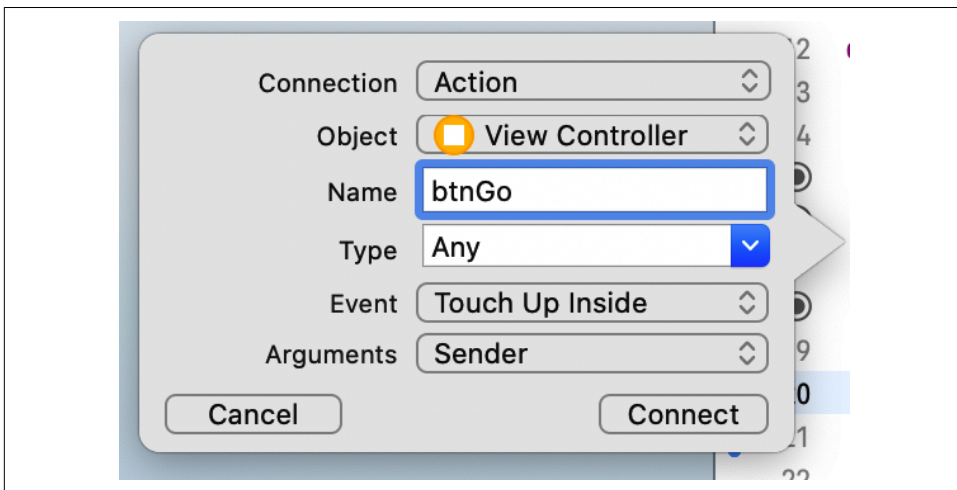 Connection Action
Object View Controller
Name btnGo
Type Any
Event Touch Up Inside
Arguments Sender
Cancel Connect